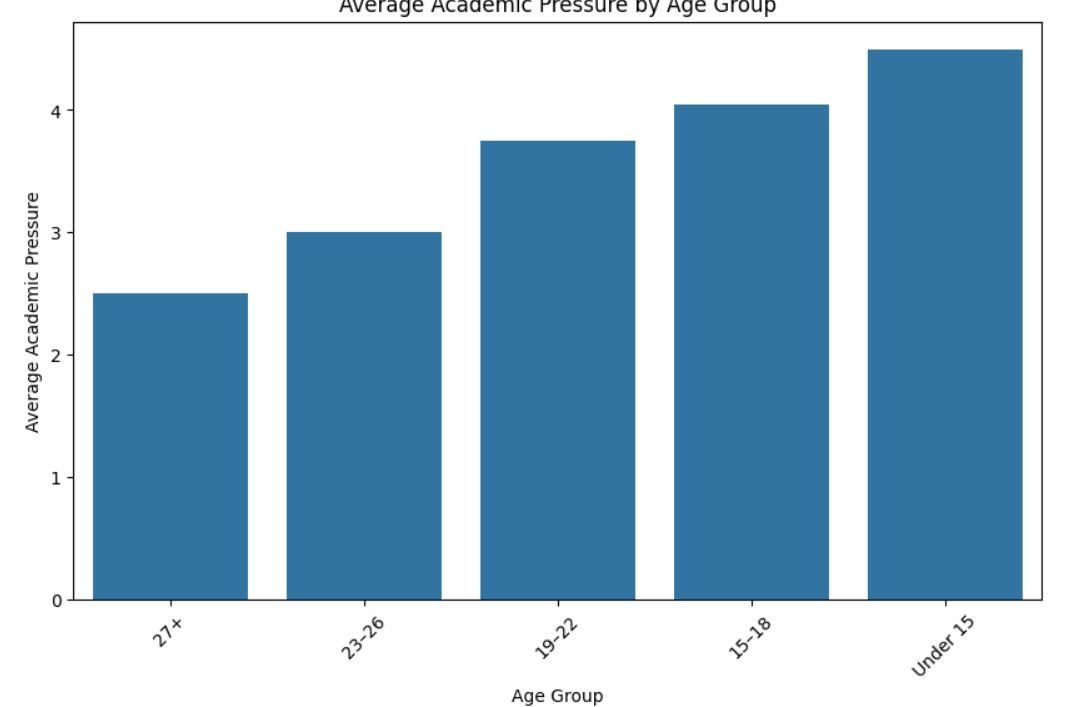 Average Academic Pressure by Age Group
Average Academic Pressure
4
3
2
1
0
27+
23–26
19–22
15–18
Under 15
Age Group